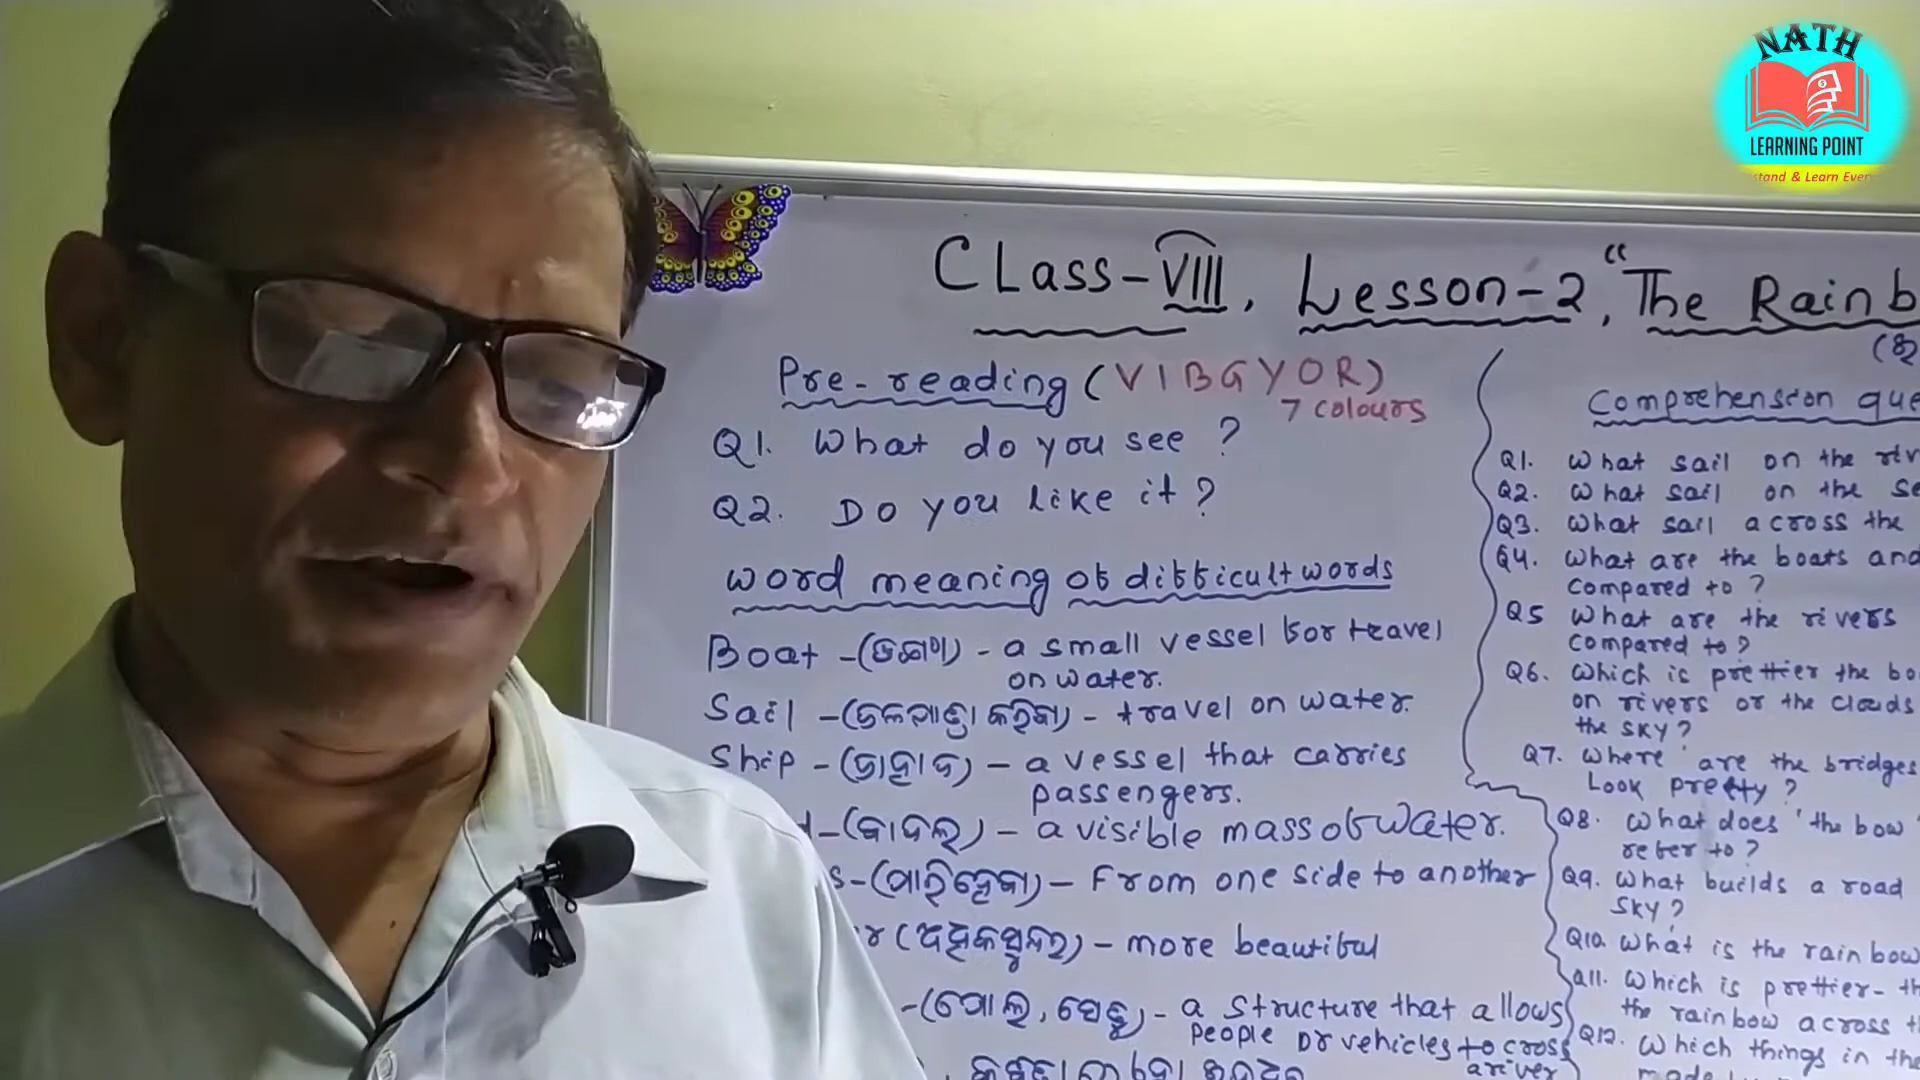 NATH
LEARNING POINT
stand & Learn Ever
CLass-VIII, Lesson-2, "The Rainb
Pre-reading (VIBGYOR)
7 colours
Q1. What do you see ?
Q2. Do you like it ?
word meaning of difficult words
Boat -(ଡଙ୍ଗା) - a small vessel for travel
on water.
Sail -(ଜଳଯାତ୍ରା କରିବା) - travel on water.
Ship -(ଜାହାଜ) - a vessel that carries
passengers.
d-(ବାଦଲ) - a visible mass of water.
s-(ପାରିହେବା) - From one side to another
er (ଅଧିକସୁନ୍ଦର) - more beautiful
-(ପୋଲ, ସେତୁ) - a structure that allows
people or vehicles to cross
a river
Comprehension que
Q1. What sail on the riv
Q2. What sail on the se
Q3. What sail across the
Q4. What are the boats and
compared to ?
Q5 What are the rivers
compared to ?
Q6. Which is prettier the bo
on rivers or the clouds
the sky ?
Q7. Where are the bridges
Look pretty ?
Q8. What does 'the bow'
refer to ?
Q9. What builds a road
sky ?
Q10. What is the rainbow
Q11. Which is prettier - th
the rainbow across th
Q12. Which things in the